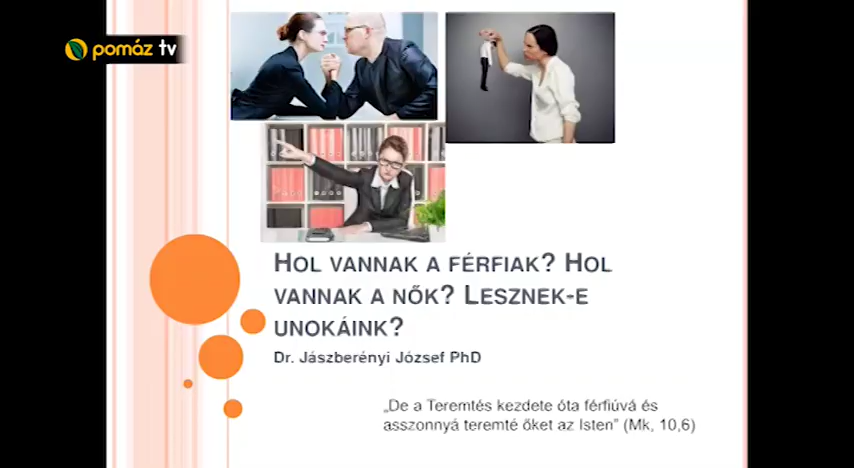 pomáz tv
HOL VANNAK A FÉRFIAK? HOL
VANNAK A NŐK? LESZNEK-E
UNOKÁINK?
Dr. Jászberényi József PhD
„De a Teremtés kezdete óta férfiúvá és
asszonnyá teremté őket az Isten” (Mk, 10,6)